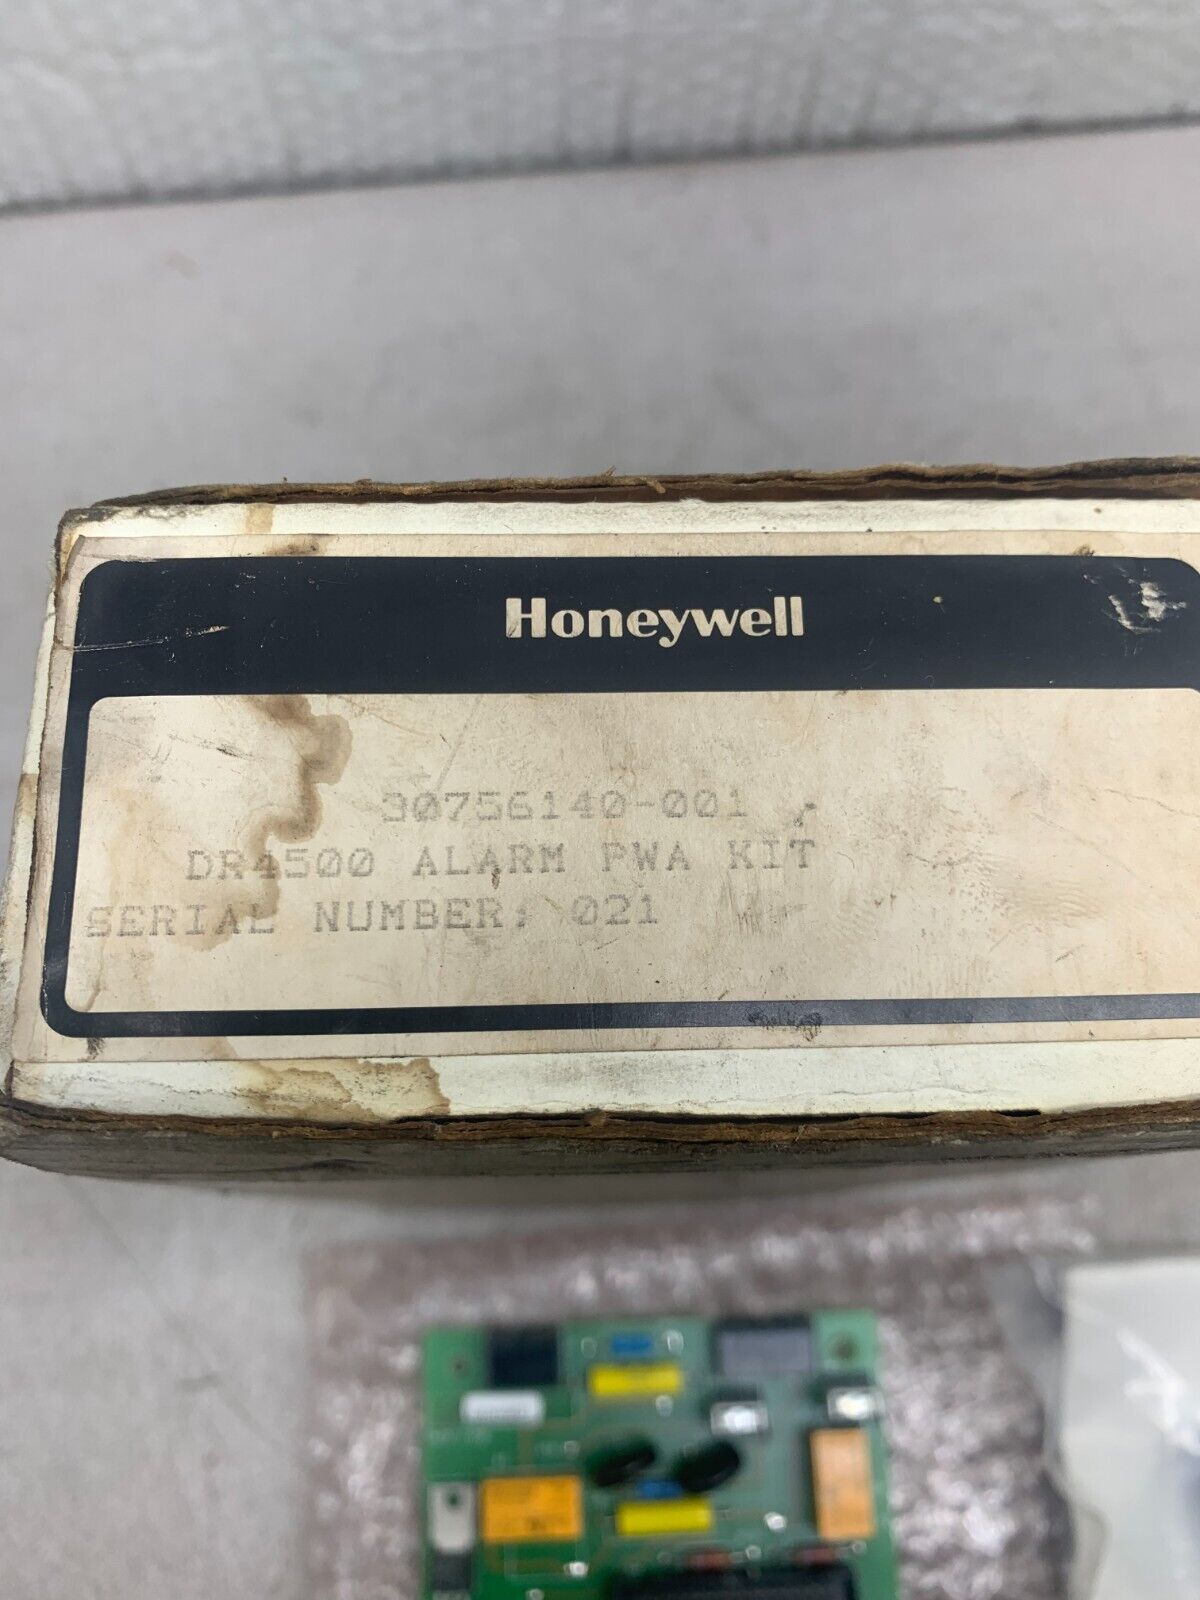 Honeywell
30756140-001
DR4500 ALARM PWA KIT
SERIAL NUMBER: 021